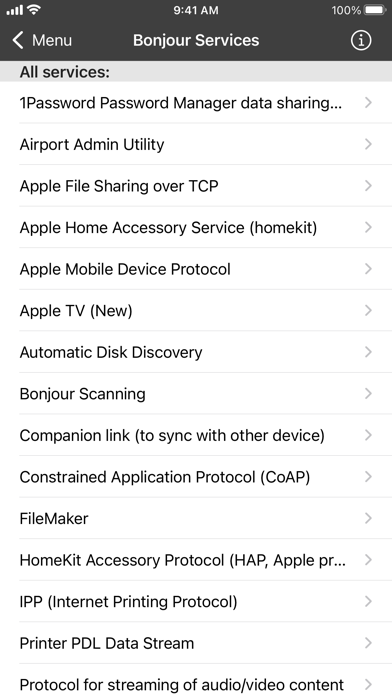 9:41 AM
100%
Menu
Bonjour Services
All services:
1Password Password Manager data sharing...
Airport Admin Utility
Apple File Sharing over TCP
Apple Home Accessory Service (homekit)
Apple Mobile Device Protocol
Apple TV (New)
Automatic Disk Discovery
Bonjour Scanning
Companion link (to sync with other device)
Constrained Application Protocol (CoAP)
FileMaker
HomeKit Accessory Protocol (HAP, Apple pr...
IPP (Internet Printing Protocol)
Printer PDL Data Stream
Protocol for streaming of audio/video content